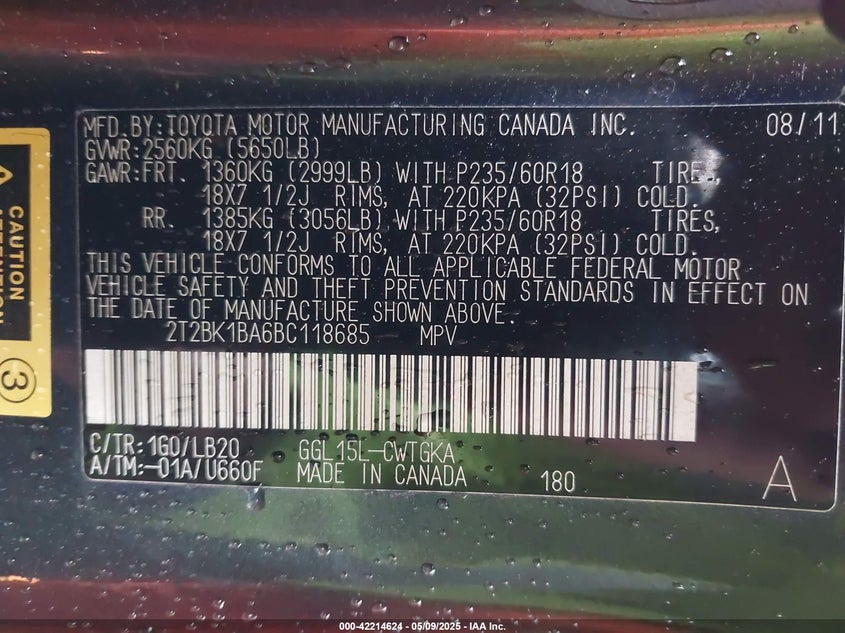 MFD.BY:TOYOTA MOTOR MANUFACTURING CANADA INC. 08/11
GVWR:2560KG (5650LB)
GAWR:FRT. 1360KG (2999LB) WITH P235/60R18 TIRES,
18X7 1/2J RIMS, AT 220KPA (32PSI) COLD.
RR. 1385KG (3056LB) WITH P235/60R18 TIRES,
18X7 1/2J RIMS, AT 220KPA (32PSI) COLD.
THIS VEHICLE CONFORMS TO ALL APPLICABLE FEDERAL MOTOR
VEHICLE SAFETY AND THEFT PREVENTION STANDARDS IN EFFECT ON
THE DATE OF MANUFACTURE SHOWN ABOVE.
2T2BK1BA6BC118685 MPV
C/TR:1G0/LB20 GGL15L-CWTGKA
A/TM:-01A/U660F MADE IN CANADA 180 A
CAUTION
ATTENTION
3
000-42214624 - 05/09/2025 - IAA Inc.